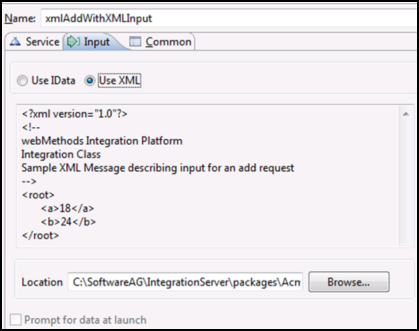 Name: xmlAddWithXMLInput
Service Input Common
Use IData Use XML
<?xml version="1.0"?>
<!--
webMethods Integration Platform
Integration Class
Sample XML Message describing input for an add request
-->
<root>
<a>18</a>
<b>24</b>
</root>
Location C:\SoftwareAG\IntegrationServer\packages\Acm Browse...
Prompt for data at launch